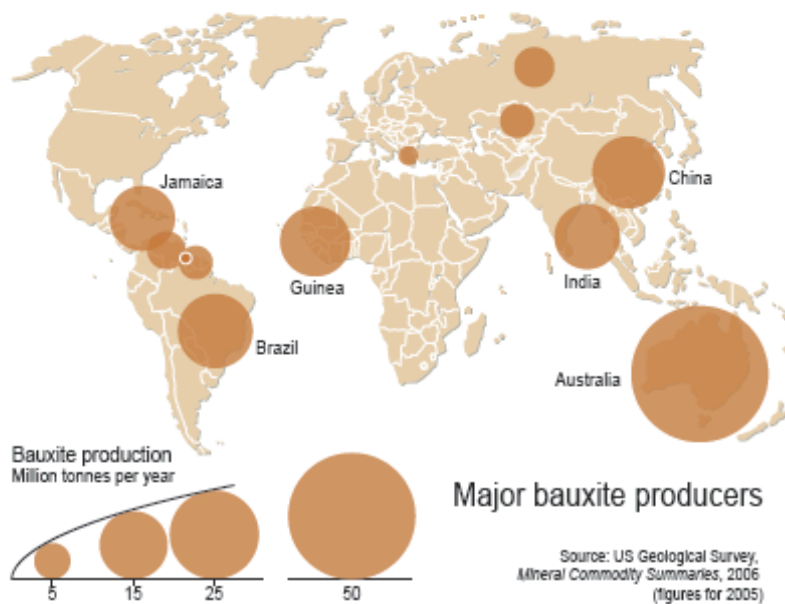 Jamaica
China
Guinea
India
Brazil
Australia
Bauxite production
Million tonnes per year
5
15
25
50
Major bauxite producers
Source: US Geological Survey,
Mineral Commodity Summaries, 2006
(figures for 2005)